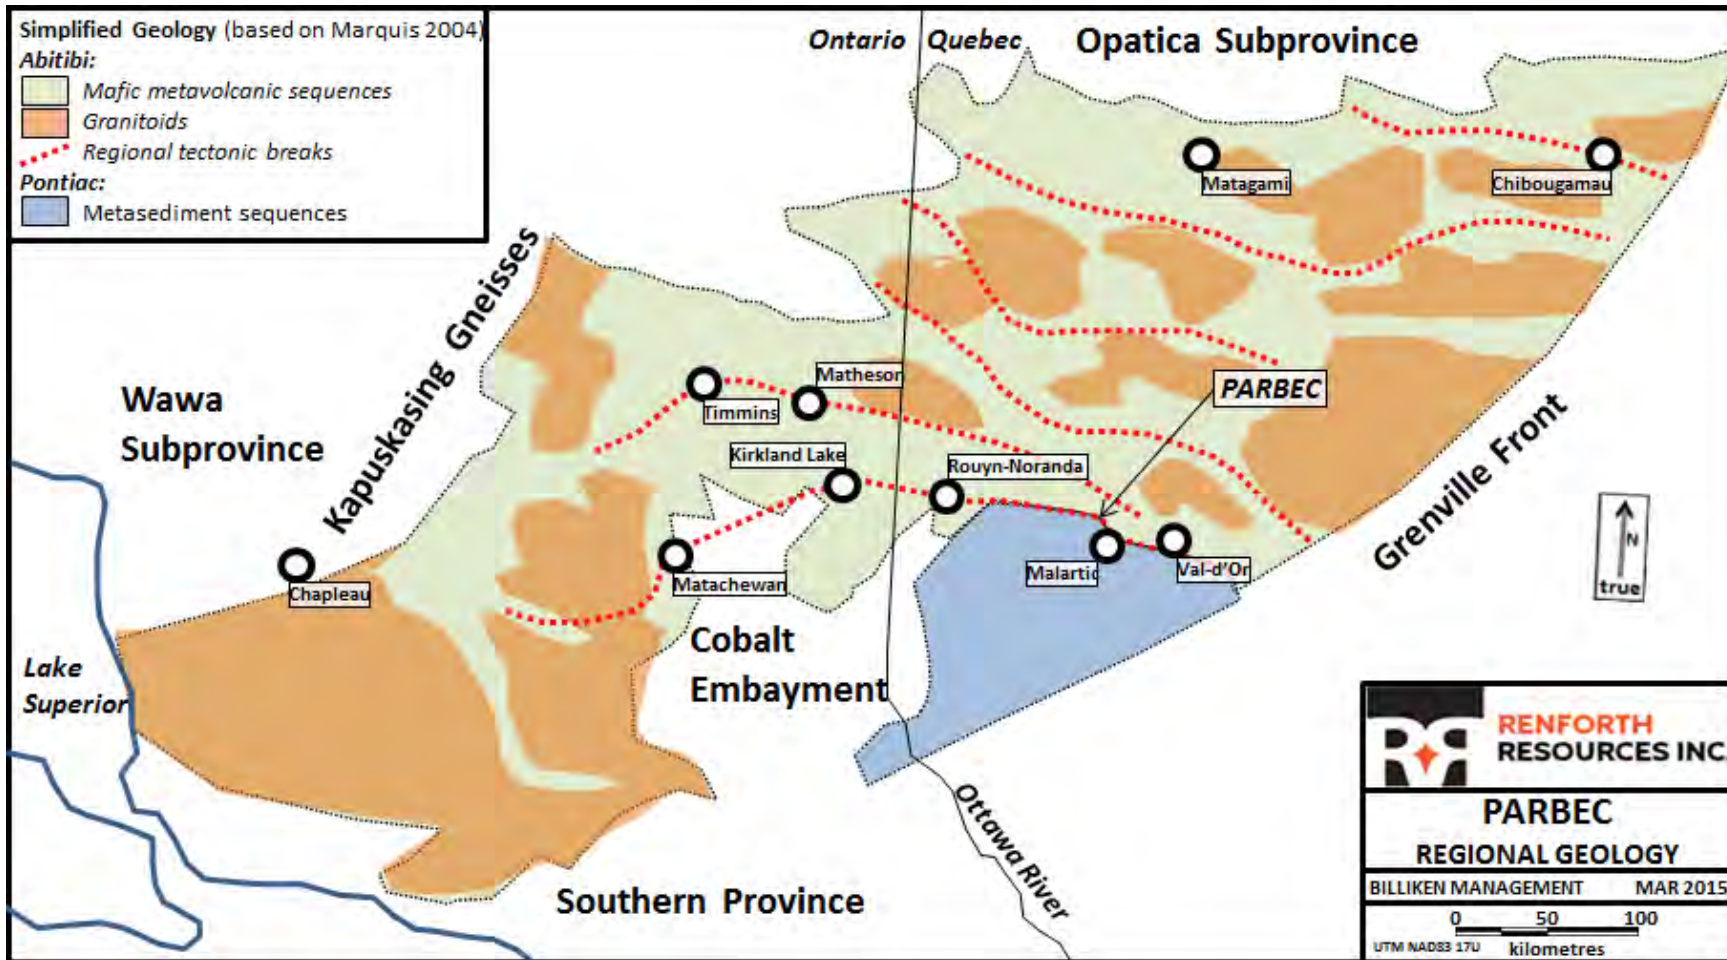 Simplified Geology (based on Marquis 2004)
Abitibi:
Mafic metavolcanic sequences
Granitoids
Regional tectonic breaks
Pontiac:
Metasediment sequences
Ontario
Quebec
Opatica Subprovince
Matagami
Chibougamau
Kapuskasing Gneisses
Wawa
Subprovince
Timmins
Matheson
PARBEC
Kirkland Lake
Rouyn-Noranda
Grenville Front
N
true
Chapleau
Matachewan
Malartic
Val-d'Or
Cobalt
Embayment
Lake
Superior
Ottawa River
Southern Province
RENFORTH
RESOURCES INC.
PARBEC
REGIONAL GEOLOGY
BILLIKEN MANAGEMENT MAR 2015
0 50 100
UTM NAD83 17U kilometres